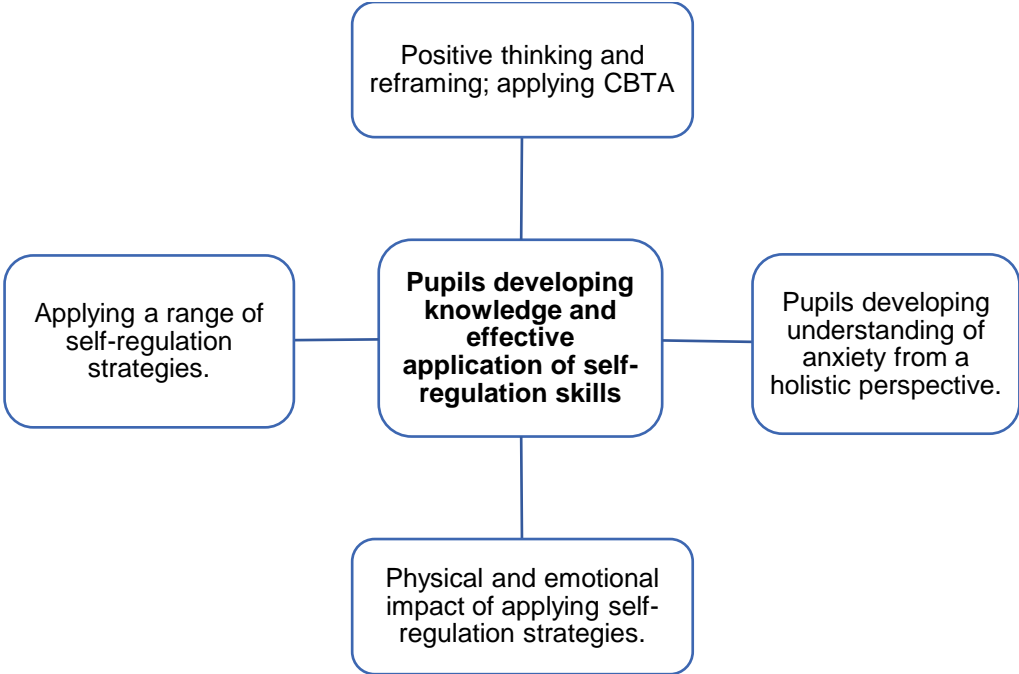 Positive thinking and
reframing; applying CBTA
Applying a range of
self-regulation
strategies.
Pupils developing
knowledge and
effective
application of self-
regulation skills
Pupils developing
understanding of
anxiety from a
holistic perspective.
Physical and emotional
impact of applying self-
regulation strategies.